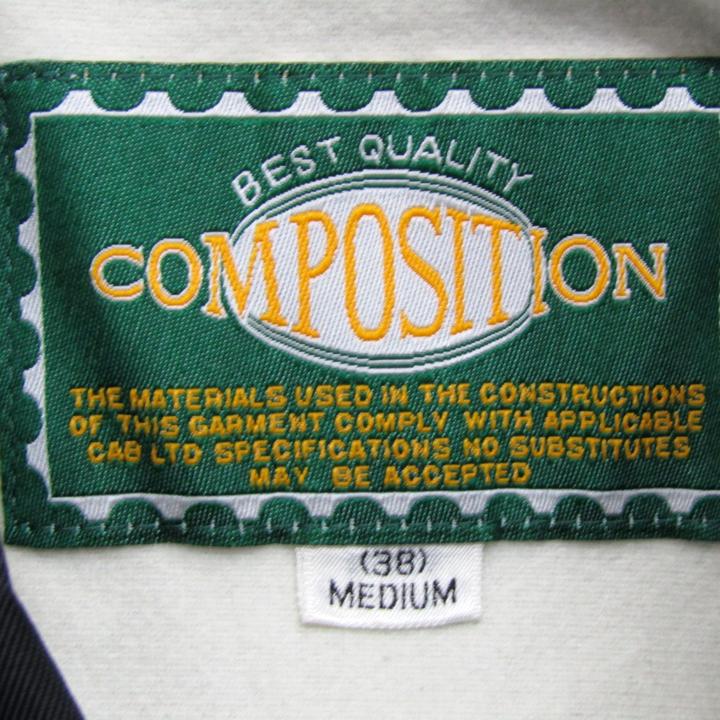 BEST QUALITY
COMPOSITION
THE MATERIALS USED IN THE CONSTRUCTIONS
OF THIS GARMENT COMPLY WITH APPLICABLE
CAB LTD SPECIFICATIONS NO SUBSTITUTES
MAY BE ACCEPTED
(38)
MEDIUM